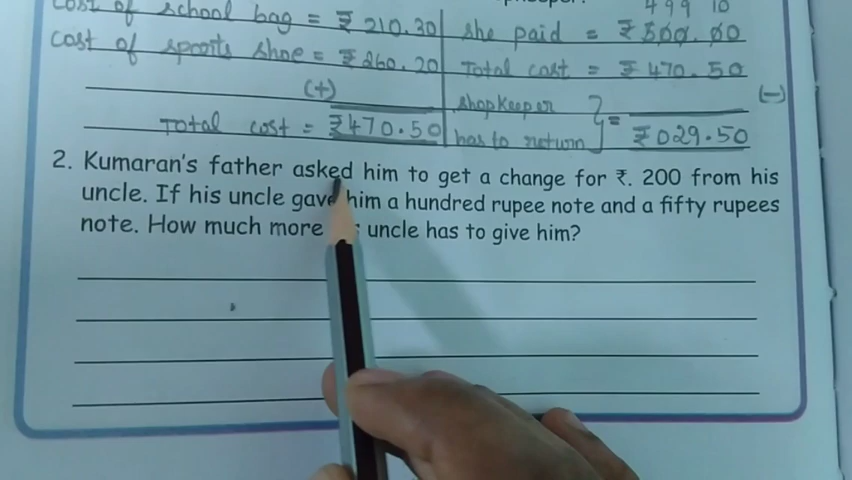 cost of school bag = ₹ 210.30
cost of sports shoe = ₹ 260.20
(+)
Total cost = ₹470.50
499 10
she paid = ₹ 500.00
Total cost = ₹ 470.50
(-)
shopkeeper
has to return } = ₹ 029.50
2. Kumaran's father asked him to get a change for ₹. 200 from his
uncle. If his uncle gave him a hundred rupee note and a fifty rupees
note. How much more uncle has to give him?